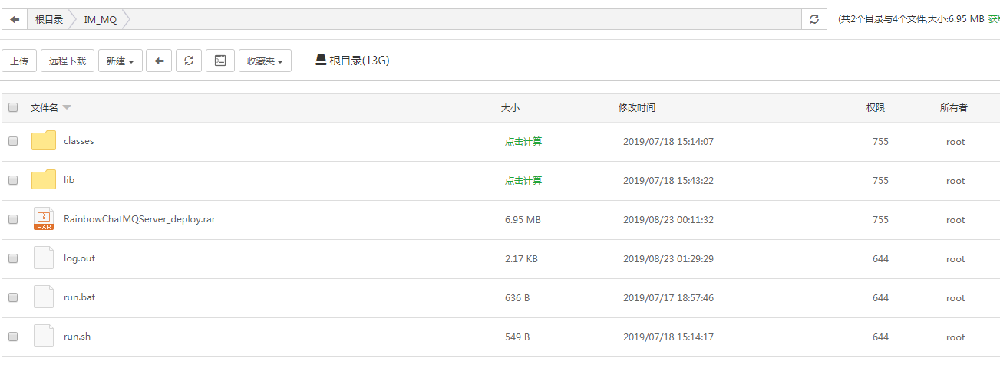 根目录 IM_MQ (共2个目录与4个文件,大小:6.95 MB 获
上传 远程下载 新建 收藏夹 根目录(13G)
文件名 大小 修改时间 权限 所有者
classes 点击计算 2019/07/18 15:14:07 755 root
lib 点击计算 2019/07/18 15:43:22 755 root
RAR RainbowChatMQServer_deploy.rar 6.95 MB 2019/08/23 00:11:32 755 root
log.out 2.17 KB 2019/08/23 01:29:29 644 root
run.bat 636 B 2019/07/17 18:57:46 644 root
run.sh 549 B 2019/07/18 15:14:17 644 root